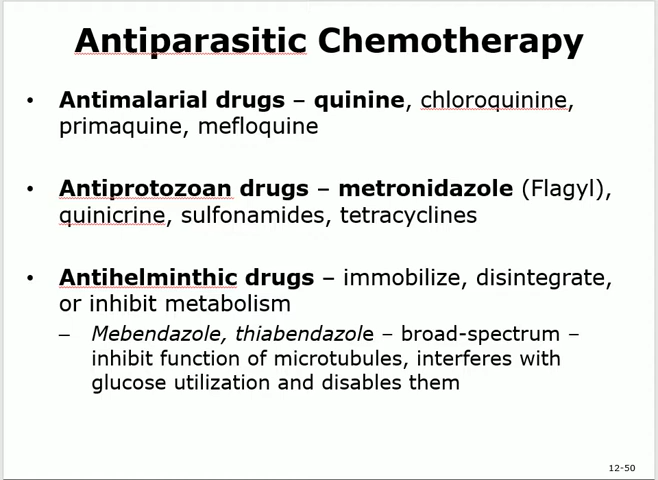 Antiparasitic Chemotherapy
• Antimalarial drugs – quinine, chloroquinine,
primaquine, mefloquine
• Antiprotozoan drugs – metronidazole (Flagyl),
quinicrine, sulfonamides, tetracyclines
• Antihelminthic drugs – immobilize, disintegrate,
or inhibit metabolism
– Mebendazole, thiabendazole – broad-spectrum –
inhibit function of microtubules, interferes with
glucose utilization and disables them
12-50